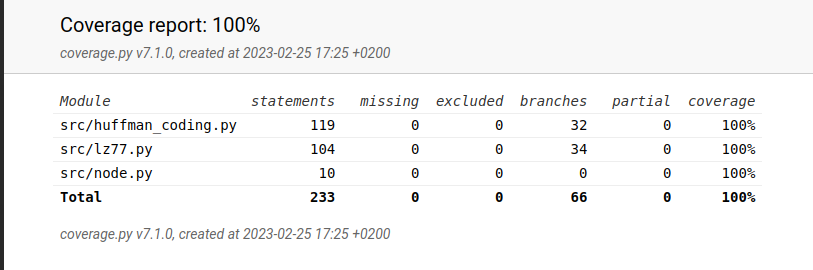 Coverage report: 100%
coverage.py v7.1.0, created at 2023-02-25 17:25 +0200
Module statements missing excluded branches partial coverage
src/huffman_coding.py 119 0 0 32 0 100%
src/lz77.py 104 0 0 34 0 100%
src/node.py 10 0 0 0 0 100%
Total 233 0 0 66 0 100%
coverage.py v7.1.0, created at 2023-02-25 17:25 +0200